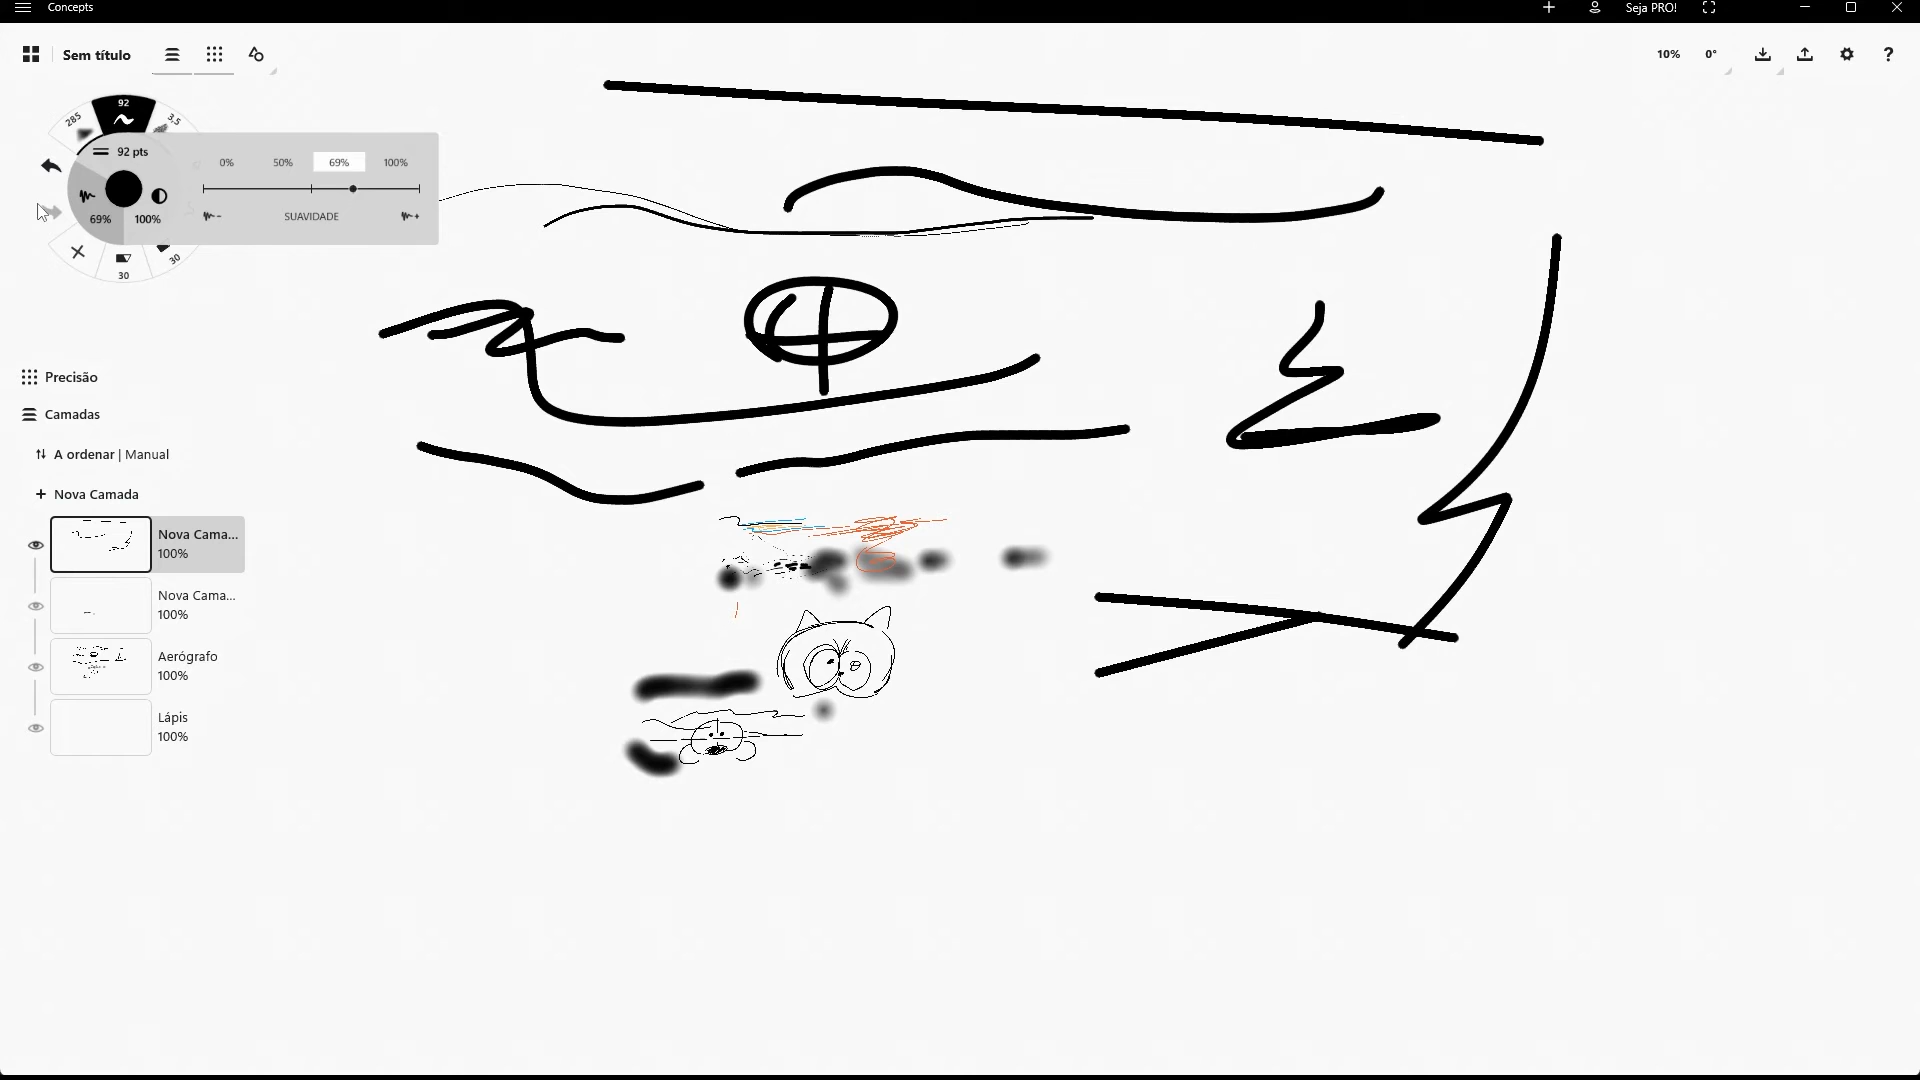 Concepts
Seja PRO!
Sem título
10%
0°
92
285
3,5
92 pts
0%
50%
69%
100%
69%
100%
SUAVIDADE
30
30
Precisão
Camadas
A ordenar | Manual
+ Nova Camada
Nova Cama...
100%
Nova Cama...
100%
Aerógrafo
100%
Lápis
100%